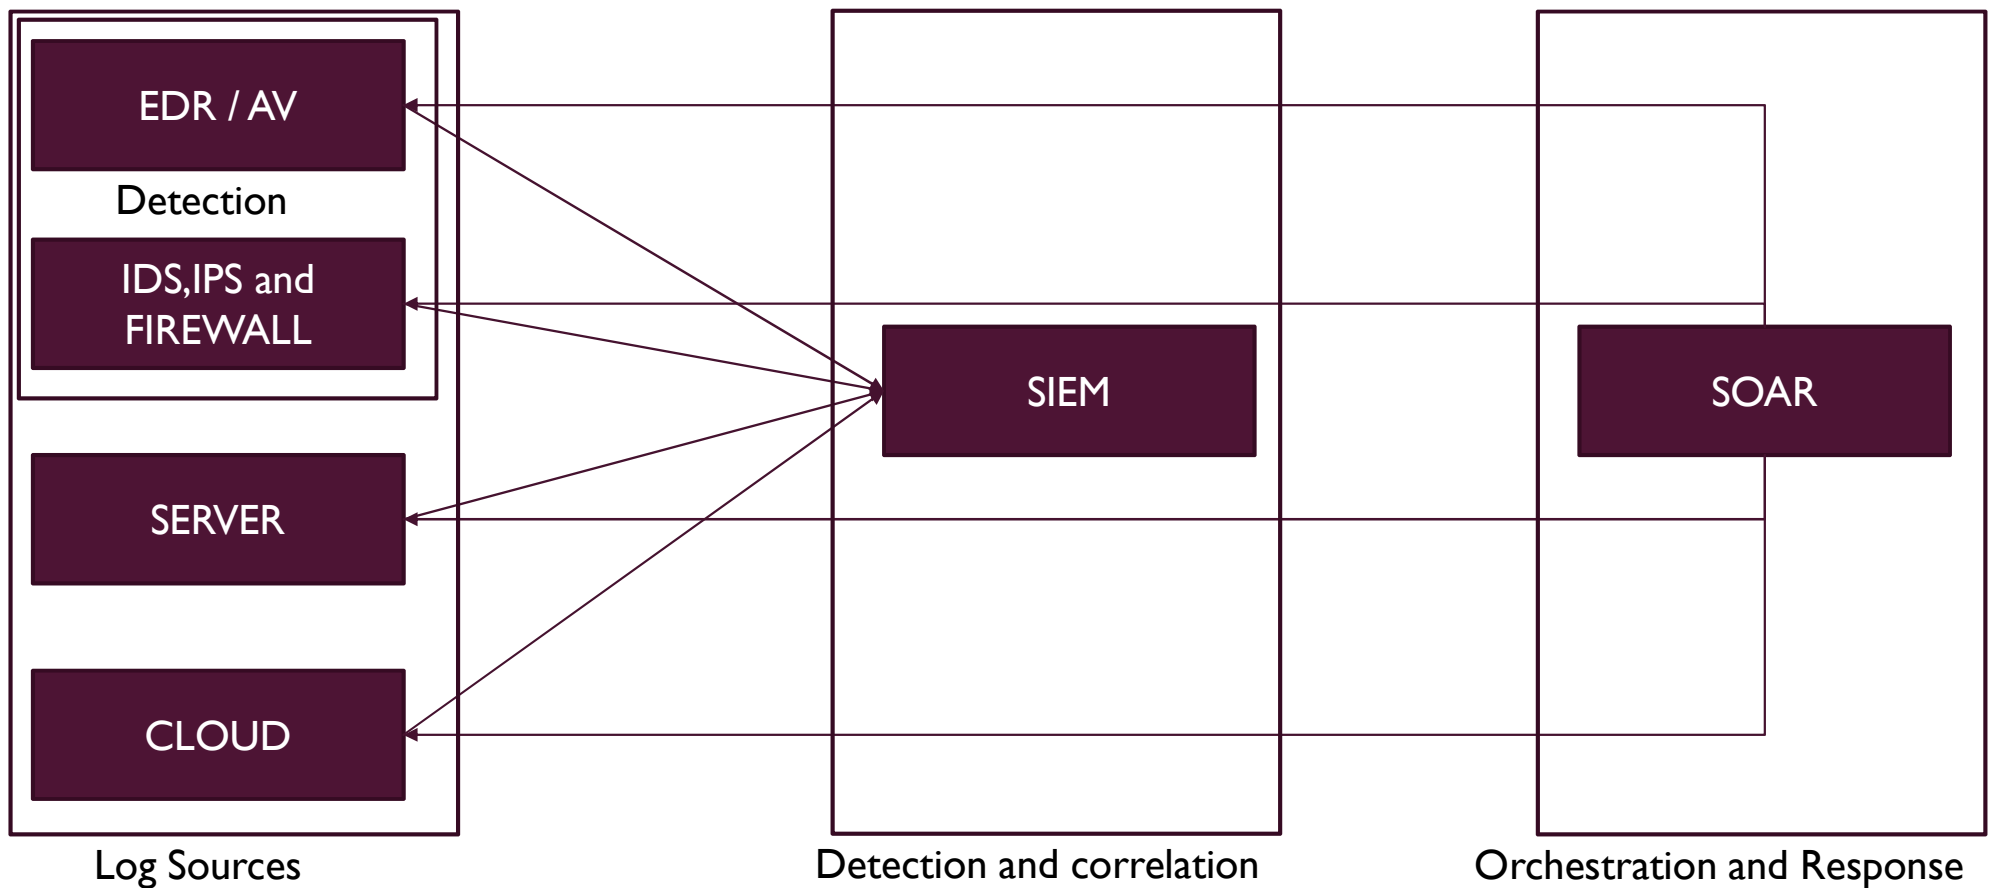 EDR / AV
Detection
IDS,IPS and
FIREWALL
SERVER
CLOUD
Log Sources
SIEM
Detection and correlation
SOAR
Orchestration and Response